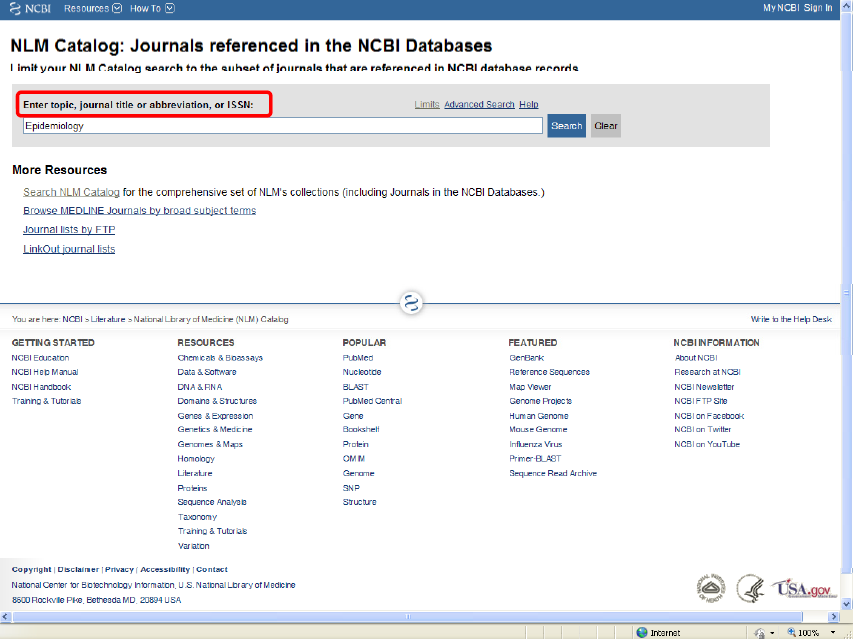 NCBI Resources How To My NCBI Sign In
NLM Catalog: Journals referenced in the NCBI Databases
Limit your NLM Catalog search to the subset of journals that are referenced in NCBI database records
Enter topic, journal title or abbreviation, or ISSN: Limits Advanced Search Help
Epidemiology Search Clear
More Resources
Search NLM Catalog for the comprehensive set of NLM's collections (including Journals in the NCBI Databases.)
Browse MEDLINE Journals by broad subject terms
Journal lists by FTP
LinkOut journal lists
You are here: NCBI > Literature > National Library of Medicine (NLM) Catalog Write to the Help Desk
GETTING STARTED RESOURCES POPULAR FEATURED NCBI INFORMATION
NCBI Education Chemicals & Bioassays PubMed GenBank About NCBI
NCBI Help Manual Data & Software Nucleotide Reference Sequences Research at NCBI
NCBI Handbook DNA & RNA BLAST Map Viewer NCBI Newsletter
Training & Tutorials Domains & Structures PubMed Central Genome Projects NCBI FTP Site
Genes & Expression Gene Human Genome NCBI on Facebook
Genetics & Medicine Bookshelf Mouse Genome NCBI on Twitter
Genomes & Maps Protein Influenza Virus NCBI on YouTube
Homology OMIM Primer-BLAST
Literature Genome Sequence Read Archive
Proteins SNP
Sequence Analysis Structure
Taxonomy
Training & Tutorials
Variation
Copyright | Disclaimer | Privacy | Accessibility | Contact
National Center for Biotechnology Information, U.S. National Library of Medicine
8600 Rockville Pike, Bethesda MD, 20894 USA
USA.gov
Internet 100%